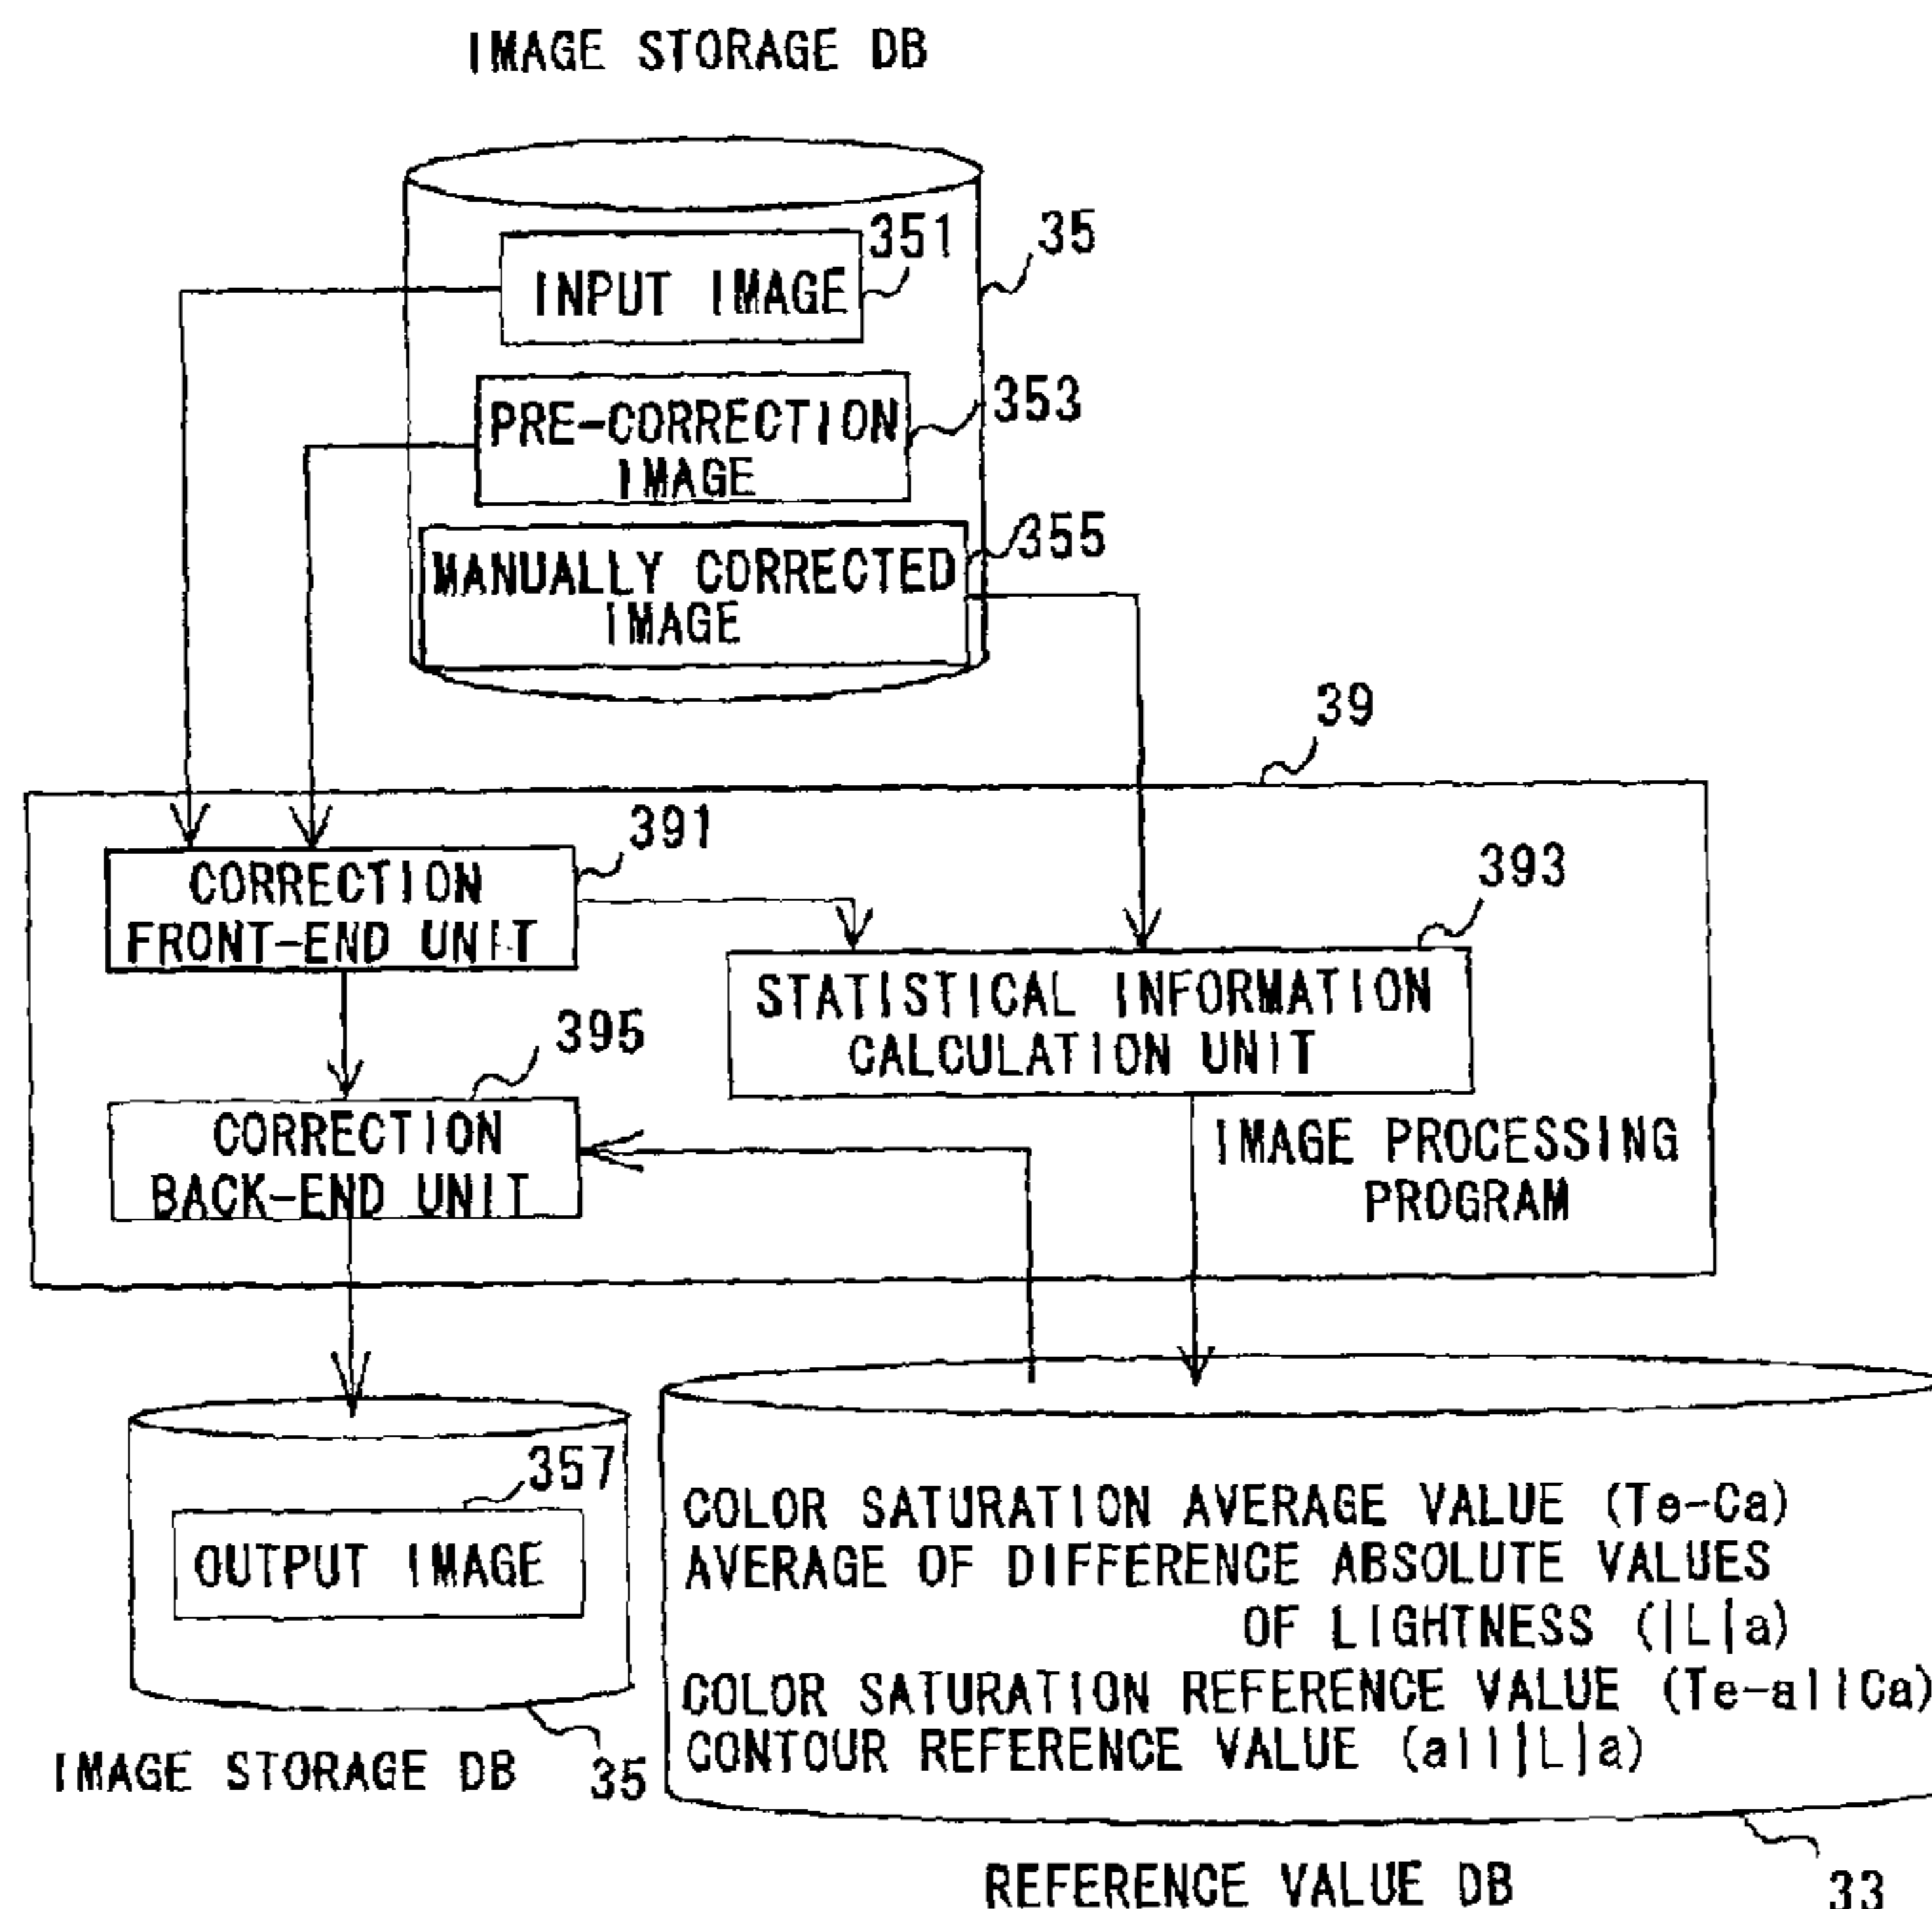 IMAGE STORAGE DB
351
35
INPUT IMAGE
353
PRE-CORRECTION
IMAGE
355
MANUALLY CORRECTED
IMAGE
39
391
CORRECTION
FRONT-END UNIT
393
STATISTICAL INFORMATION
CALCULATION UNIT
395
CORRECTION
BACK-END UNIT
IMAGE PROCESSING
PROGRAM
357
OUTPUT IMAGE
IMAGE STORAGE DB
35
COLOR SATURATION AVERAGE VALUE (Te-Ca)
AVERAGE OF DIFFERENCE ABSOLUTE VALUES
OF LIGHTNESS (|L|a)
COLOR SATURATION REFERENCE VALUE (Te-allCa)
CONTOUR REFERENCE VALUE (all|L|a)
REFERENCE VALUE DB
33